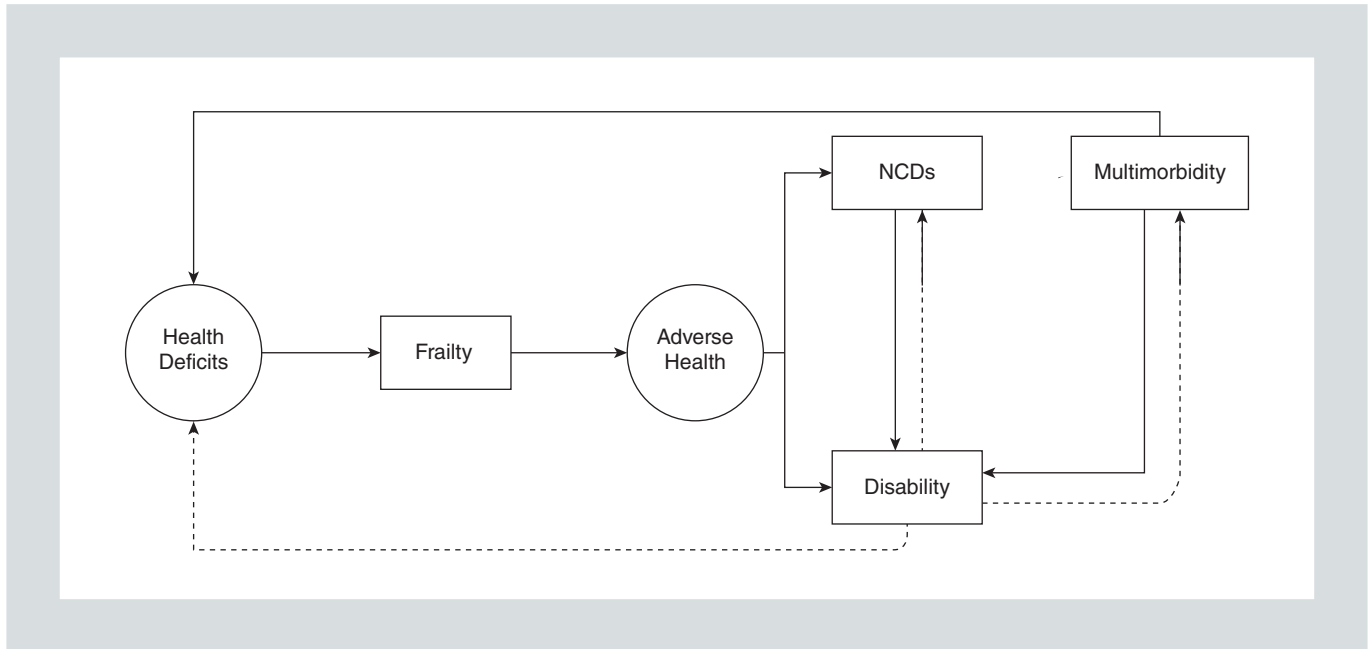 NCDs
Multimorbidity
Health
Deficits
Frailty
Adverse
Health
Disability